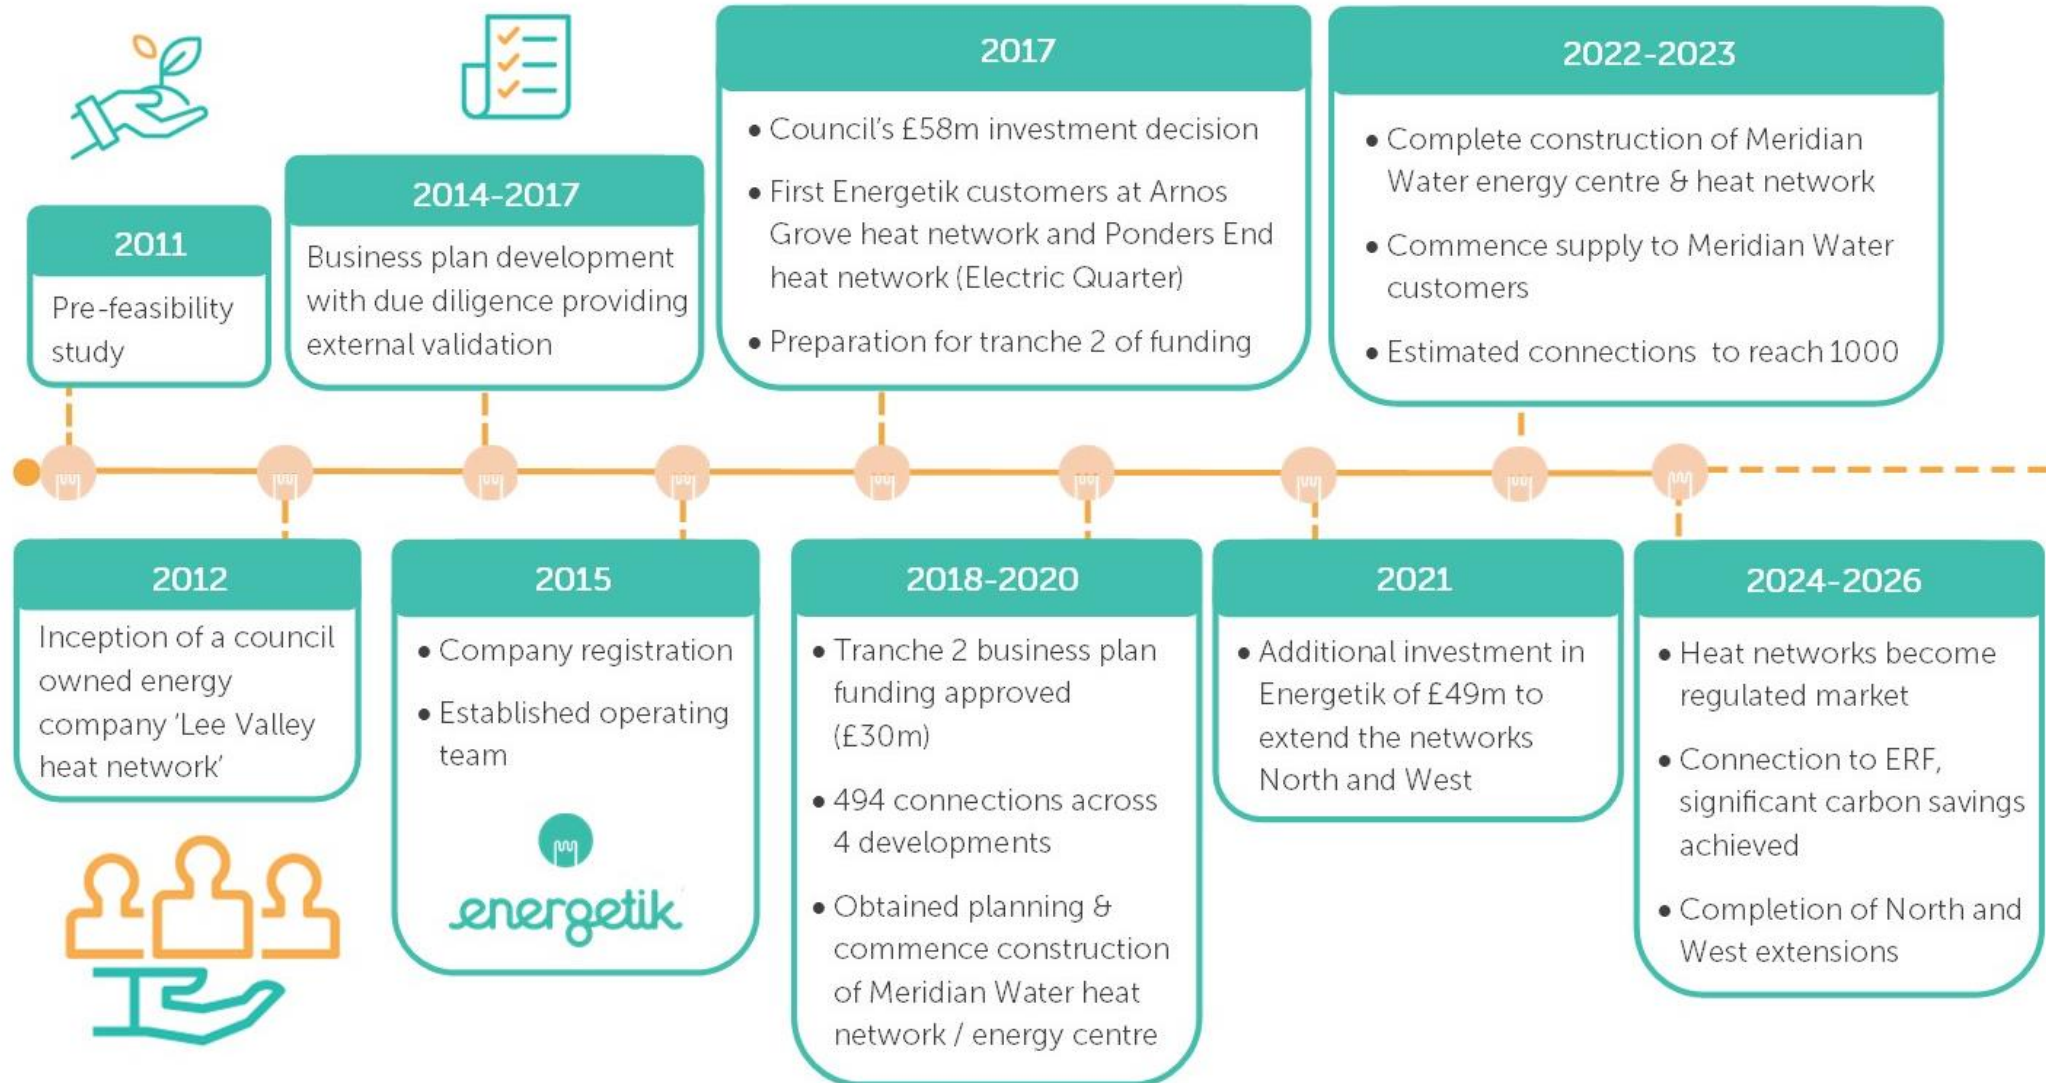 2011
Pre-feasibility
study
2014-2017
Business plan development
with due diligence providing
external validation
2017
• Council's £58m investment decision
• First Energetik customers at Arnos
Grove heat network and Ponders End
heat network (Electric Quarter)
• Preparation for tranche 2 of funding
2022-2023
• Complete construction of Meridian
Water energy centre & heat network
• Commence supply to Meridian Water
customers
• Estimated connections to reach 1000
2012
Inception of a council
owned energy
company 'Lee Valley
heat network'
2015
• Company registration
• Established operating
team
energetik
2018-2020
• Tranche 2 business plan
funding approved
(£30m)
• 494 connections across
4 developments
• Obtained planning &
commence construction
of Meridian Water heat
network / energy centre
2021
• Additional investment in
Energetik of £49m to
extend the networks
North and West
2024-2026
• Heat networks become
regulated market
• Connection to ERF,
significant carbon savings
achieved
• Completion of North and
West extensions